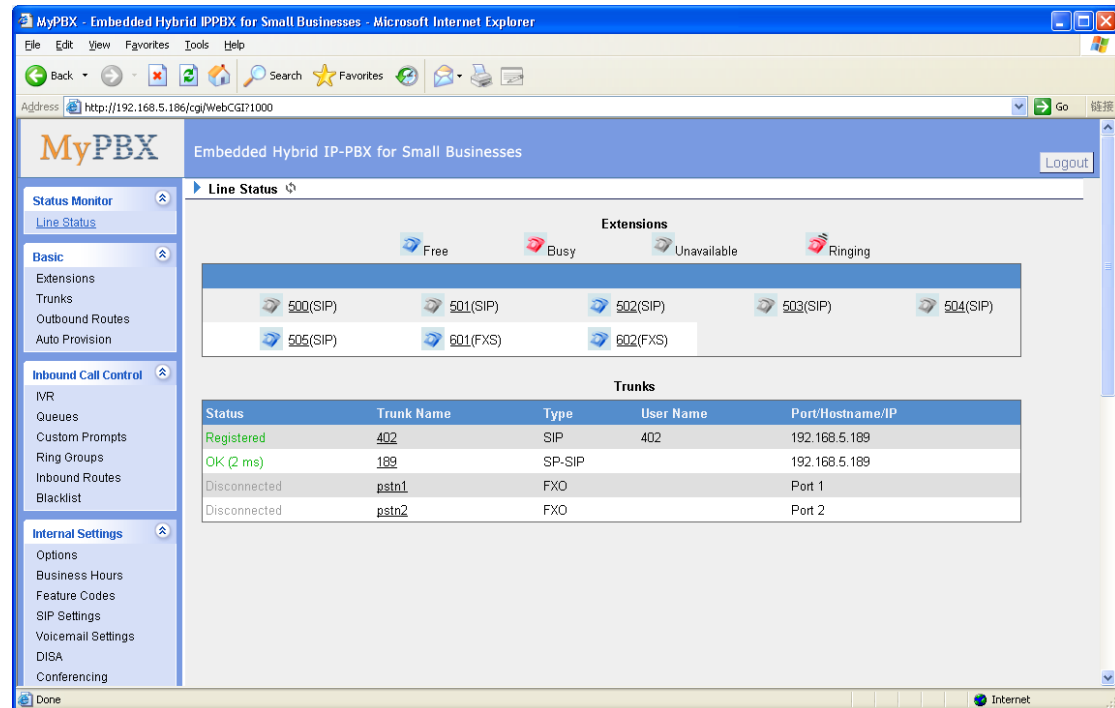 MyPBX - Embedded Hybrid IPPBX for Small Businesses - Microsoft Internet Explorer
File Edit View Favorites Tools Help
Back Search Favorites
Address http://192.168.5.186/cgi/WebCGI?1000 Go 链接
MyPBX Embedded Hybrid IP-PBX for Small Businesses Logout
Status Monitor
Line Status
Basic
Extensions
Trunks
Outbound Routes
Auto Provision
Inbound Call Control
IVR
Queues
Custom Prompts
Ring Groups
Inbound Routes
Blacklist
Internal Settings
Options
Business Hours
Feature Codes
SIP Settings
Voicemail Settings
DISA
Conferencing
Line Status
Extensions
Free Busy Unavailable Ringing
500(SIP) 501(SIP) 502(SIP) 503(SIP) 504(SIP)
505(SIP) 601(FXS) 602(FXS)
Trunks
Status Trunk Name Type User Name Port/Hostname/IP
Registered 402 SIP 402 192.168.5.189
OK (2 ms) 189 SP-SIP 192.168.5.189
Disconnected pstn1 FXO Port 1
Disconnected pstn2 FXO Port 2
Done Internet